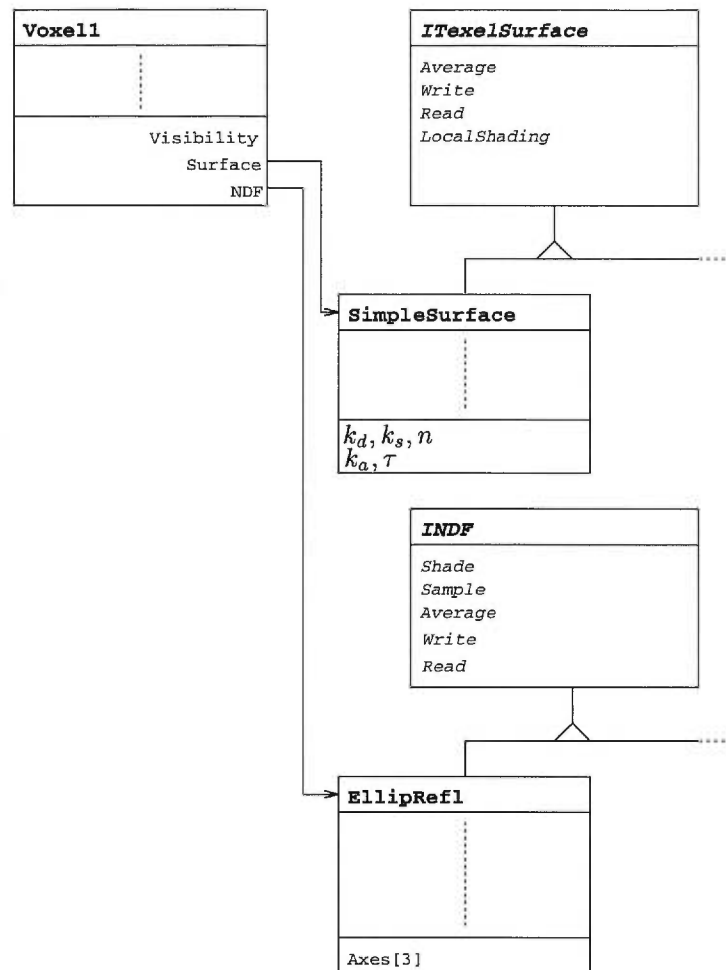 Voxel1
Visibility
Surface
NDF
ITexelSurface
Average
Write
Read
LocalShading
SimpleSurface
k_d, k_s, n
k_a, τ
INDF
Shade
Sample
Average
Write
Read
EllipRefl
Axes[3]